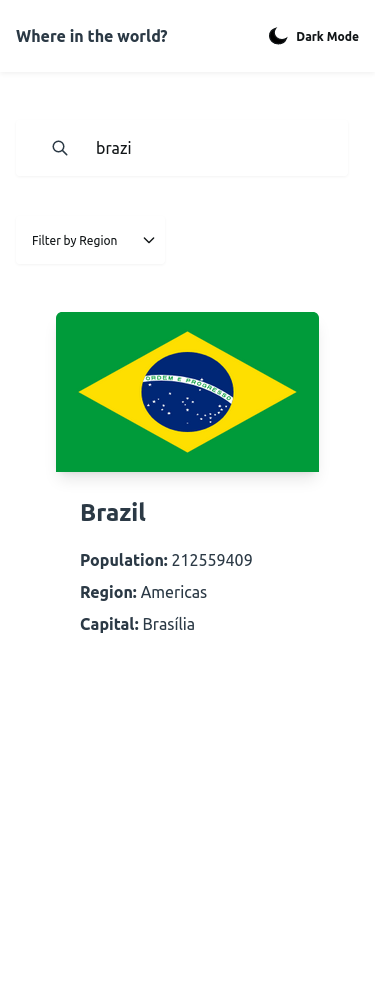 Where in the world?
Dark Mode
brazi
Filter by Region
ORDEM E PROGRESSO
Brazil
Population: 212559409
Region: Americas
Capital: Brasília